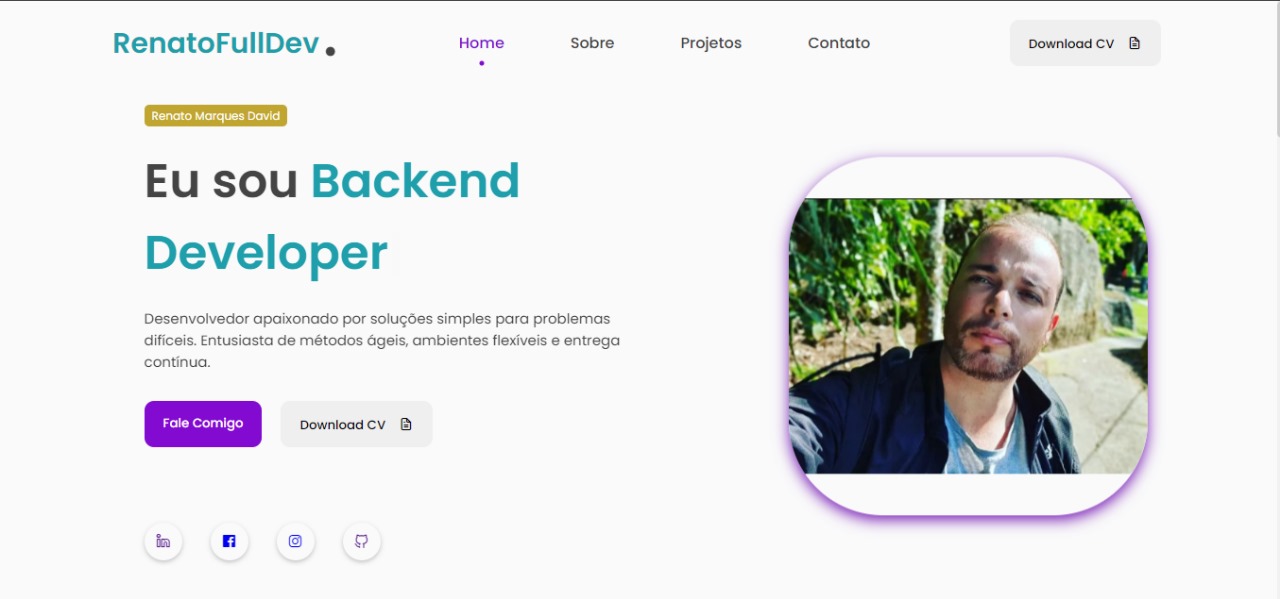 RenatoFullDev .
Home
Sobre
Projetos
Contato
Download CV
Renato Marques David
Eu sou Backend
Developer
Desenvolvedor apaixonado por soluções simples para problemas
difíceis. Entusiasta de métodos ágeis, ambientes flexíveis e entrega
contínua.
Fale Comigo
Download CV